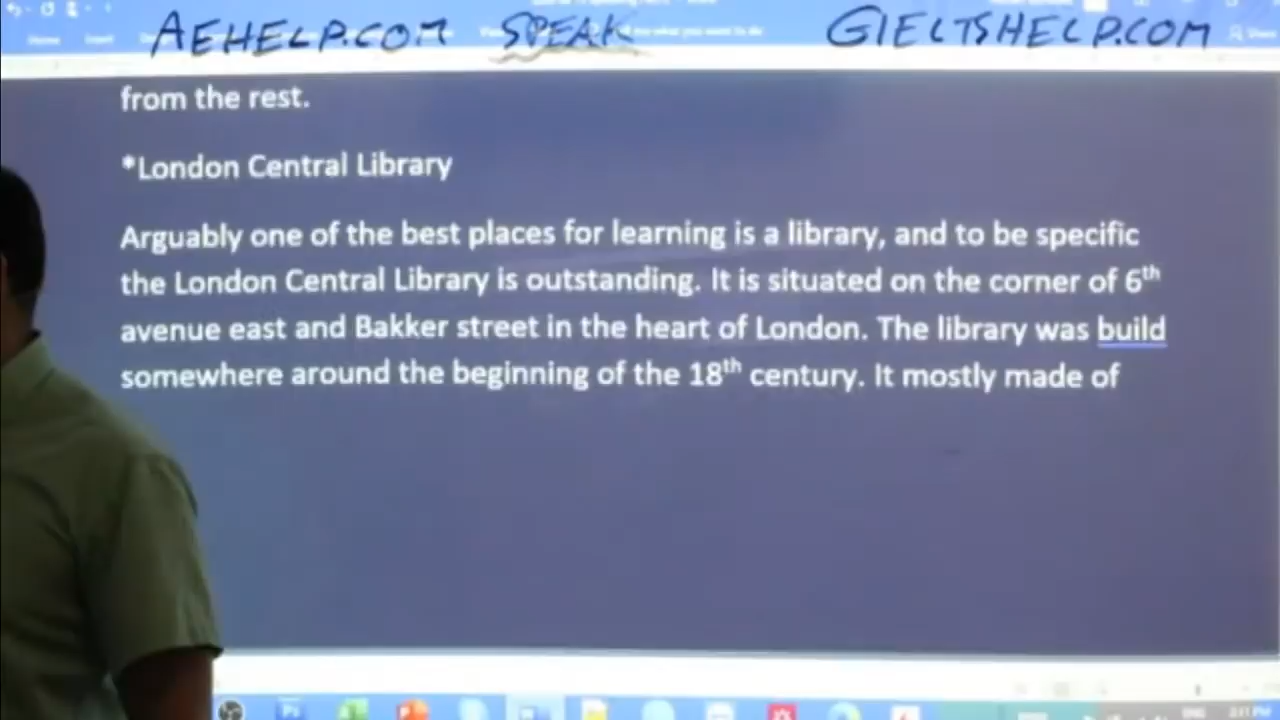 AEHELP.COM SPEAK GIELTSHELP.COM
from the rest.
*London Central Library
Arguably one of the best places for learning is a library, and to be specific
the London Central Library is outstanding. It is situated on the corner of 6th
avenue east and Bakker street in the heart of London. The library was build
somewhere around the beginning of the 18th century. It mostly made of